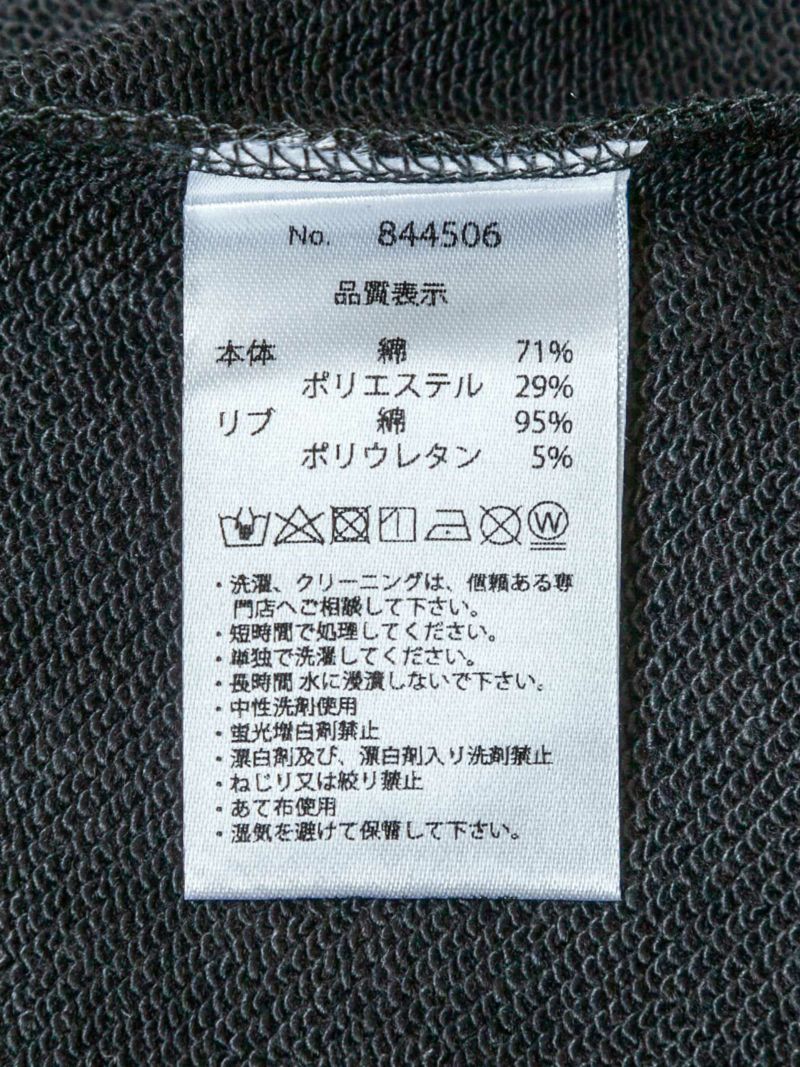 No. 844506
品質表示
本体 綿 71%
ポリエステル 29%
リブ 綿 95%
ポリウレタン 5%
W
・洗濯、クリーニングは、信頼ある専
門店へご相談して下さい。
・短時間で処理してください。
・単独で洗濯してください。
・長時間 水に浸漬しないで下さい。
・中性洗剤使用
・蛍光増白剤禁止
・漂白剤及び、漂白剤入り洗剤禁止
・ねじり又は絞り禁止
・あて布使用
・湿気を避けて保管して下さい。